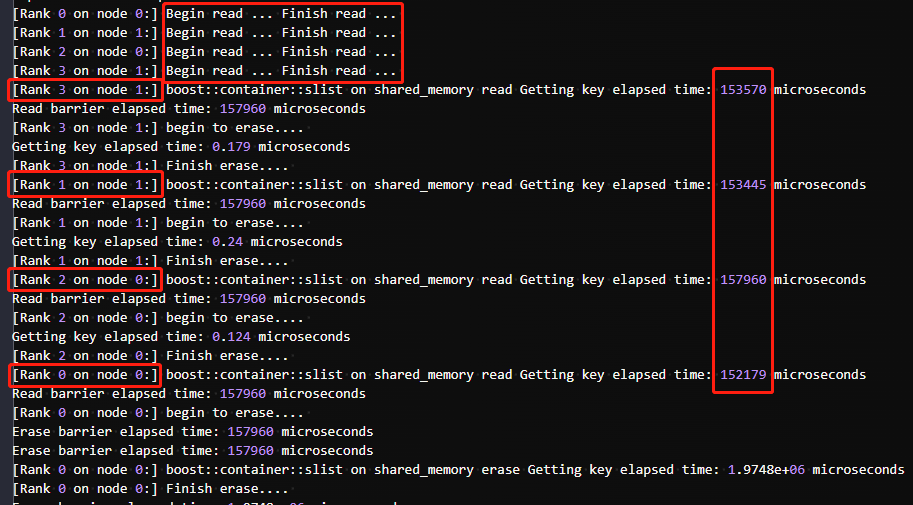 [Rank 0 on node 0:] Begin read ... Finish read ...
[Rank 1 on node 1:] Begin read ... Finish read ...
[Rank 2 on node 0:] Begin read ... Finish read ...
[Rank 3 on node 1:] Begin read ... Finish read ...
[Rank 3 on node 1:] boost::container::slist on shared_memory read Getting key elapsed time: 153570 microseconds
Read barrier elapsed time: 157960 microseconds
[Rank 3 on node 1:] begin to erase....
Getting key elapsed time: 0.179 microseconds
[Rank 3 on node 1:] Finish erase....
[Rank 1 on node 1:] boost::container::slist on shared_memory read Getting key elapsed time: 153445 microseconds
Read barrier elapsed time: 157960 microseconds
[Rank 1 on node 1:] begin to erase....
Getting key elapsed time: 0.24 microseconds
[Rank 1 on node 1:] Finish erase....
[Rank 2 on node 0:] boost::container::slist on shared_memory read Getting key elapsed time: 157960 microseconds
Read barrier elapsed time: 157960 microseconds
[Rank 2 on node 0:] begin to erase....
Getting key elapsed time: 0.124 microseconds
[Rank 2 on node 0:] Finish erase....
[Rank 0 on node 0:] boost::container::slist on shared_memory read Getting key elapsed time: 152179 microseconds
Read barrier elapsed time: 157960 microseconds
[Rank 0 on node 0:] begin to erase....
Erase barrier elapsed time: 157960 microseconds
Erase barrier elapsed time: 157960 microseconds
[Rank 0 on node 0:] boost::container::slist on shared_memory erase Getting key elapsed time: 1.9748e+06 microseconds
[Rank 0 on node 0:] Finish erase....